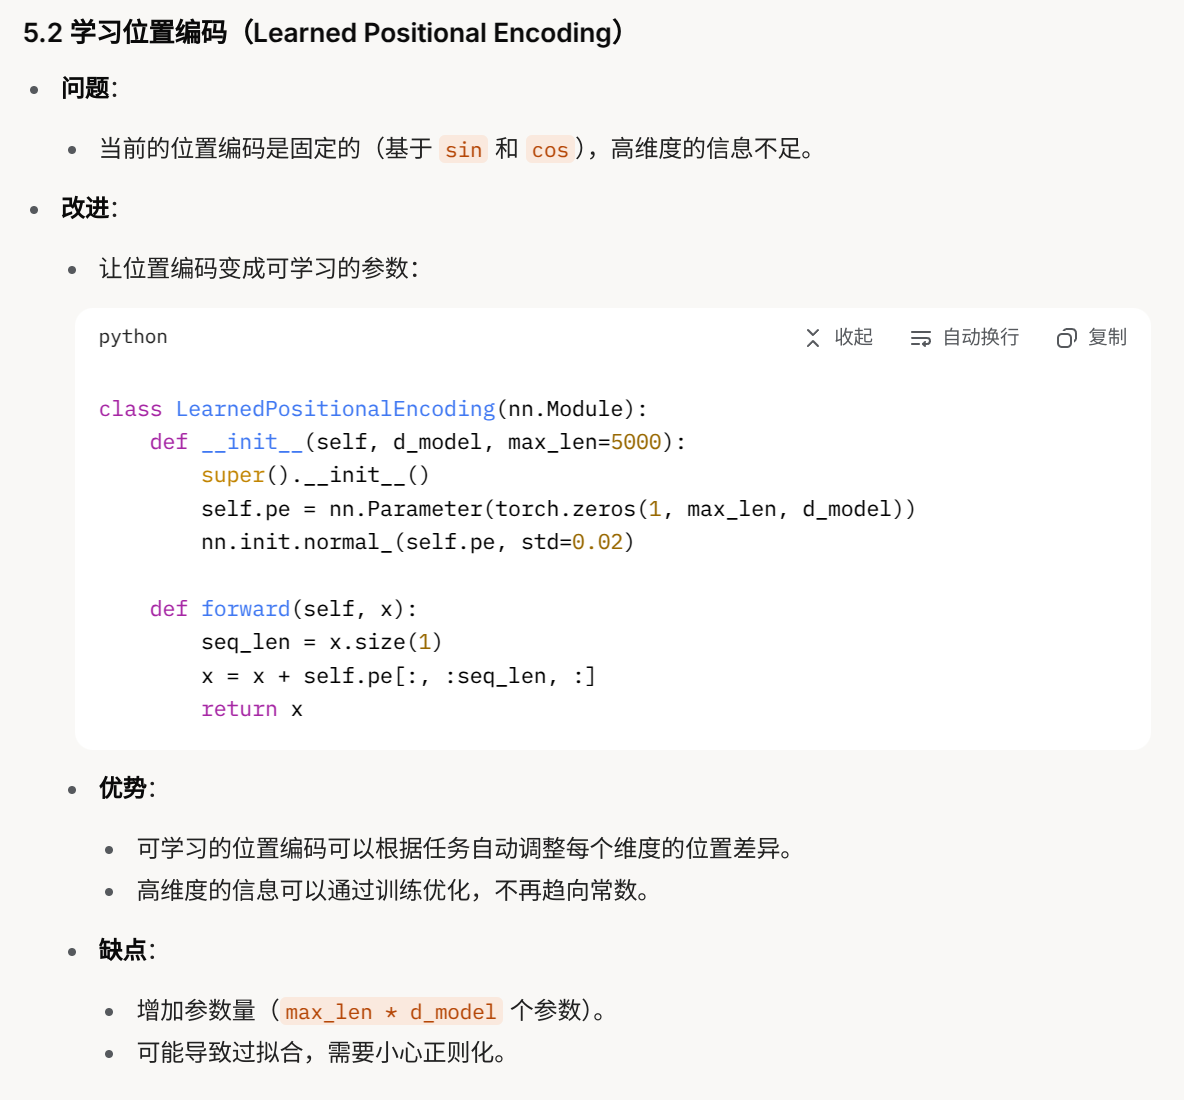 5.2 学习位置编码（Learned Positional Encoding）
问题：
当前的位置编码是固定的（基于 sin 和 cos），高维度的信息不足。
改进：
让位置编码变成可学习的参数：
python 收起 自动换行 复制
class LearnedPositionalEncoding(nn.Module):
    def __init__(self, d_model, max_len=5000):
        super().__init__()
        self.pe = nn.Parameter(torch.zeros(1, max_len, d_model))
        nn.init.normal_(self.pe, std=0.02)
    def forward(self, x):
        seq_len = x.size(1)
        x = x + self.pe[:, :seq_len, :]
        return x
优势：
可学习的位置编码可以根据任务自动调整每个维度的位置差异。
高维度的信息可以通过训练优化，不再趋向常数。
缺点：
增加参数量（max_len * d_model 个参数）。
可能导致过拟合，需要小心正则化。